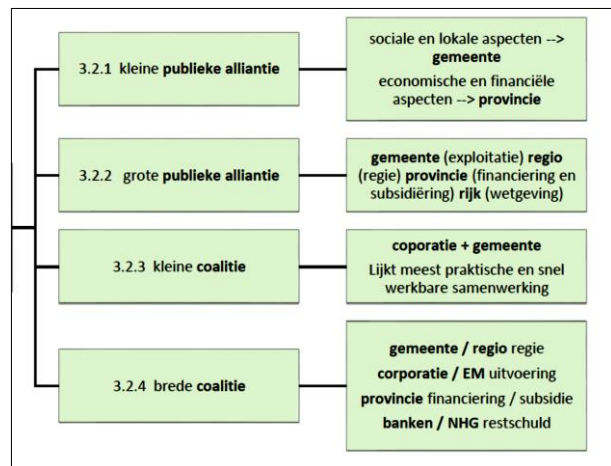 3.2.1 kleine publieke alliantie
sociale en lokale aspecten -->
gemeente
economische en financiële
aspecten --> provincie
3.2.2 grote publieke alliantie
gemeente (exploitatie) regio
(regie) provincie (financiering en
subsidiëring) rijk (wetgeving)
3.2.3 kleine coalitie
coporatie + gemeente
Lijkt meest praktische en snel
werkbare samenwerking
3.2.4 brede coalitie
gemeente / regio regie
corporatie / EM uitvoering
provincie financiering / subsidie
banken / NHG restschuld